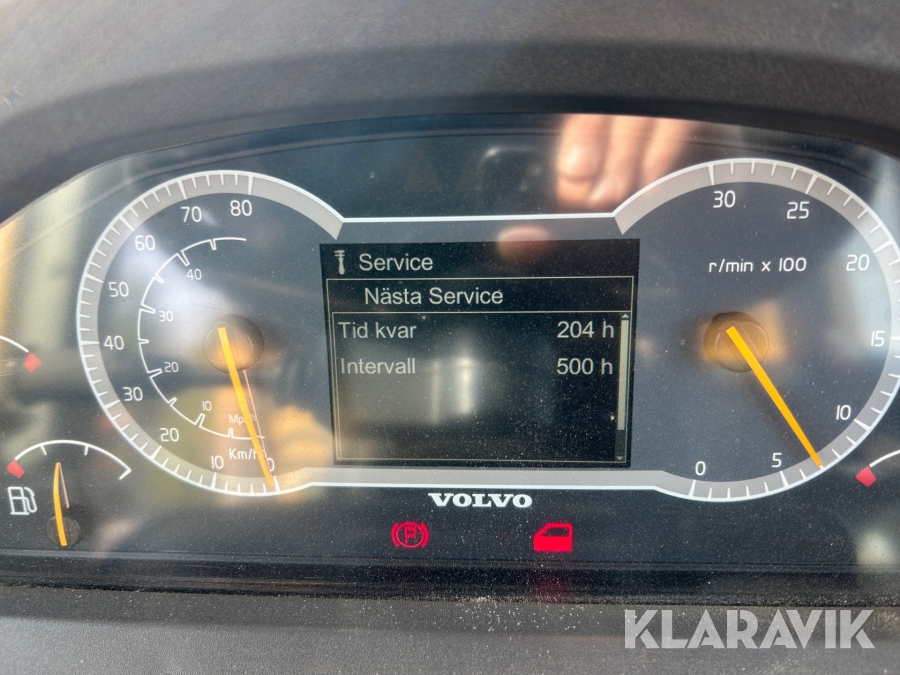 Service
Nästa Service
Tid kvar 204 h
Intervall 500 h
80
70
60
50
40
30
20
10
0
40
30
20
10
Mph
Km/h
30
25
20
15
10
5
0
r/min x 100
VOLVO
P
KLARAVIK